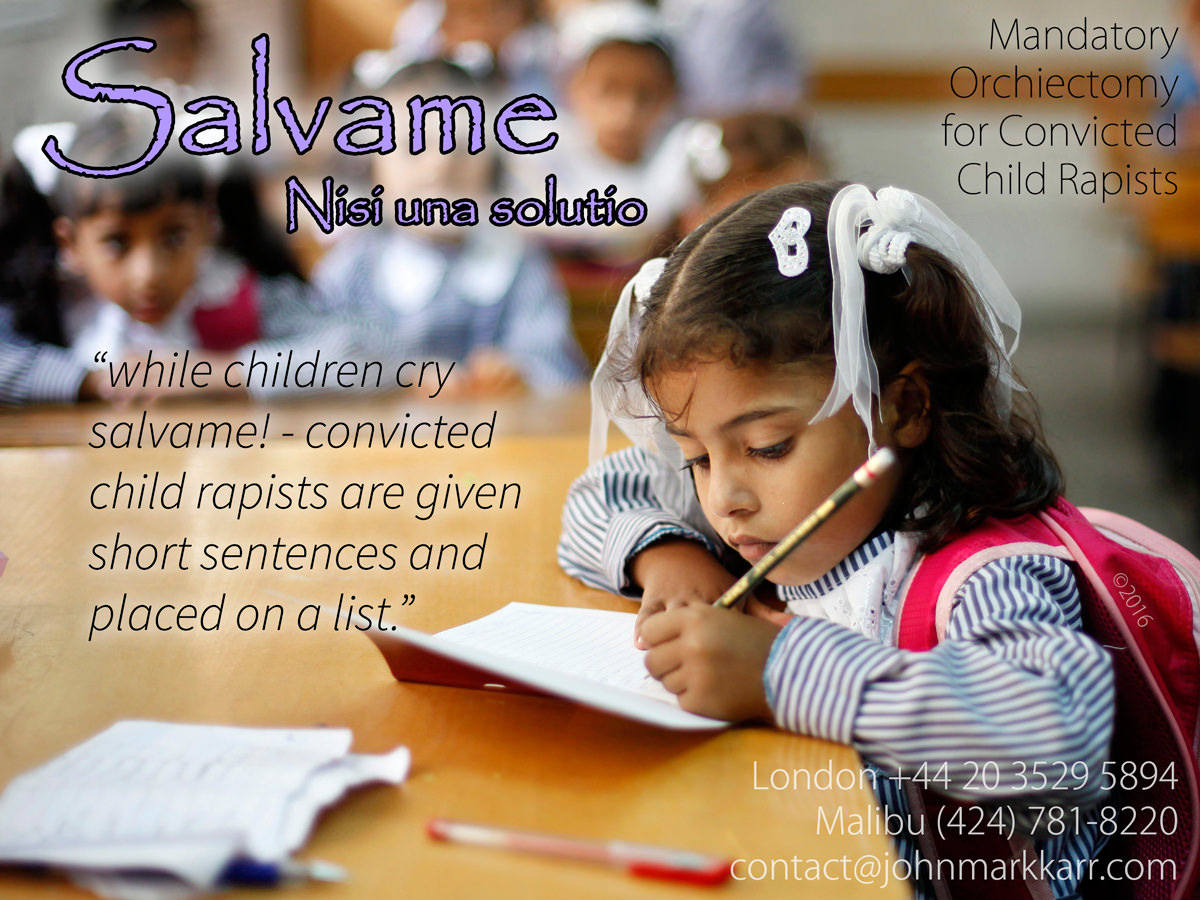 Salvame
Nisi una solutio
Mandatory
Orchiectomy
for Convicted
Child Rapists
“while children cry
salvame! - convicted
child rapists are given
short sentences and
placed on a list.”
©2016
London +44 20 3529 5894
Malibu (424) 781-8220
contact@johnmarkkarr.com